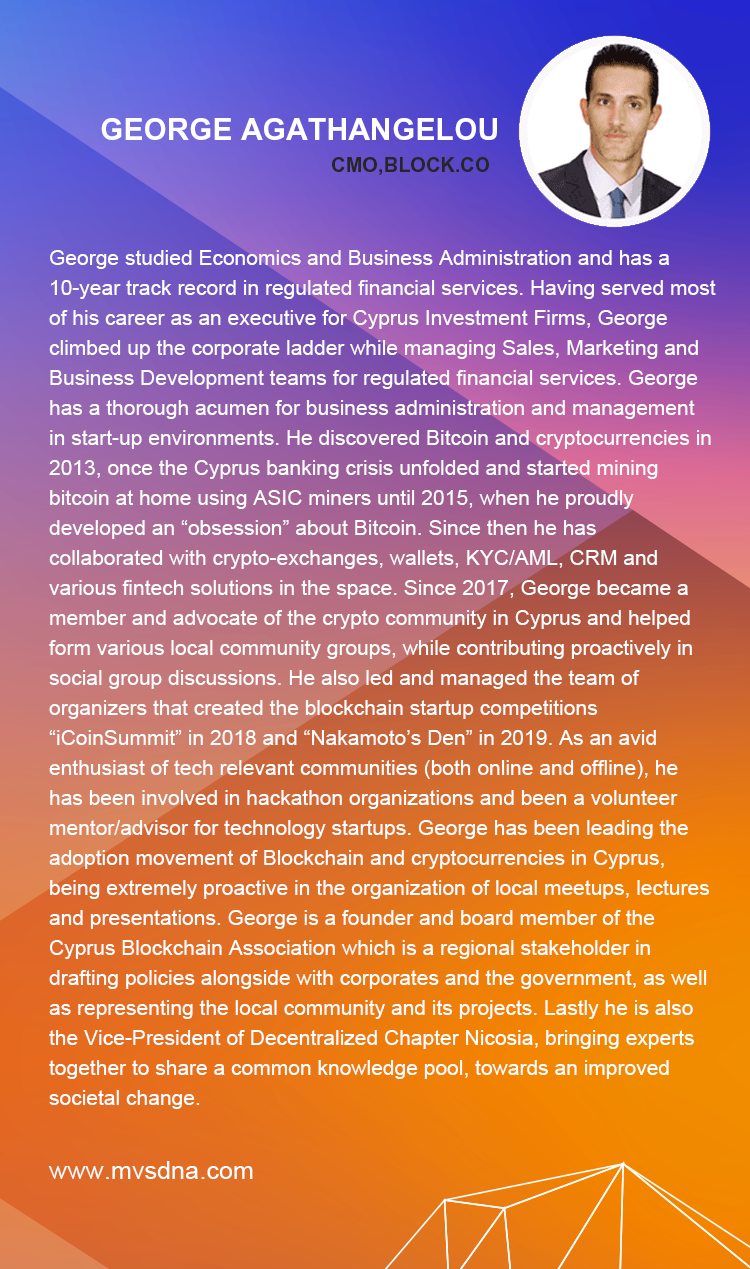 GEORGE AGATHANGELOU
CMO,BLOCK.CO
George studied Economics and Business Administration and has a
10-year track record in regulated financial services. Having served most
of his career as an executive for Cyprus Investment Firms, George
climbed up the corporate ladder while managing Sales, Marketing and
Business Development teams for regulated financial services. George
has a thorough acumen for business administration and management
in start-up environments. He discovered Bitcoin and cryptocurrencies in
2013, once the Cyprus banking crisis unfolded and started mining
bitcoin at home using ASIC miners until 2015, when he proudly
developed an “obsession” about Bitcoin. Since then he has
collaborated with crypto-exchanges, wallets, KYC/AML, CRM and
various fintech solutions in the space. Since 2017, George became a
member and advocate of the crypto community in Cyprus and helped
form various local community groups, while contributing proactively in
social group discussions. He also led and managed the team of
organizers that created the blockchain startup competitions
“iCoinSummit” in 2018 and “Nakamoto’s Den” in 2019. As an avid
enthusiast of tech relevant communities (both online and offline), he
has been involved in hackathon organizations and been a volunteer
mentor/advisor for technology startups. George has been leading the
adoption movement of Blockchain and cryptocurrencies in Cyprus,
being extremely proactive in the organization of local meetups, lectures
and presentations. George is a founder and board member of the
Cyprus Blockchain Association which is a regional stakeholder in
drafting policies alongside with corporates and the government, as well
as representing the local community and its projects. Lastly he is also
the Vice-President of Decentralized Chapter Nicosia, bringing experts
together to share a common knowledge pool, towards an improved
societal change.
www.mvsdna.com